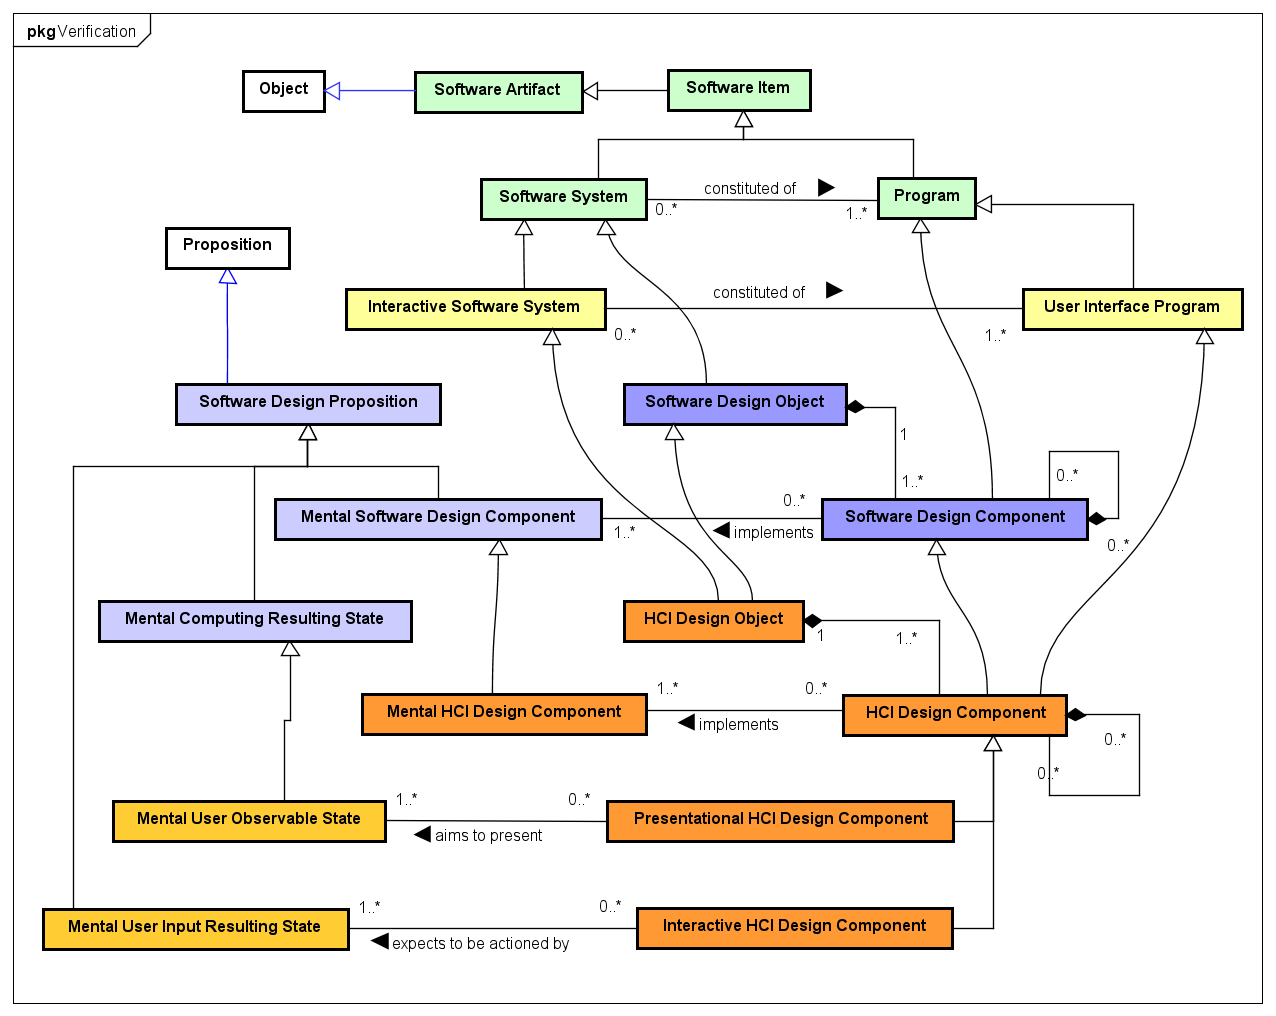 pkg Verification
Object
Software Artifact
Software Item
constituted of
Software System
Program
0..*
1..*
Proposition
constituted of
Interactive Software System
User Interface Program
0..*
1..*
Software Design Proposition
Software Design Object
1
0..*
1..*
0..*
Mental Software Design Component
Software Design Component
1..*
implements
0..*
Mental Computing Resulting State
HCI Design Object
1
1..*
1..*
0..*
Mental HCI Design Component
HCI Design Component
implements
0..*
0..*
1..*
0..*
Mental User Observable State
Presentational HCI Design Component
aims to present
1..*
0..*
Mental User Input Resulting State
Interactive HCI Design Component
expects to be actioned by